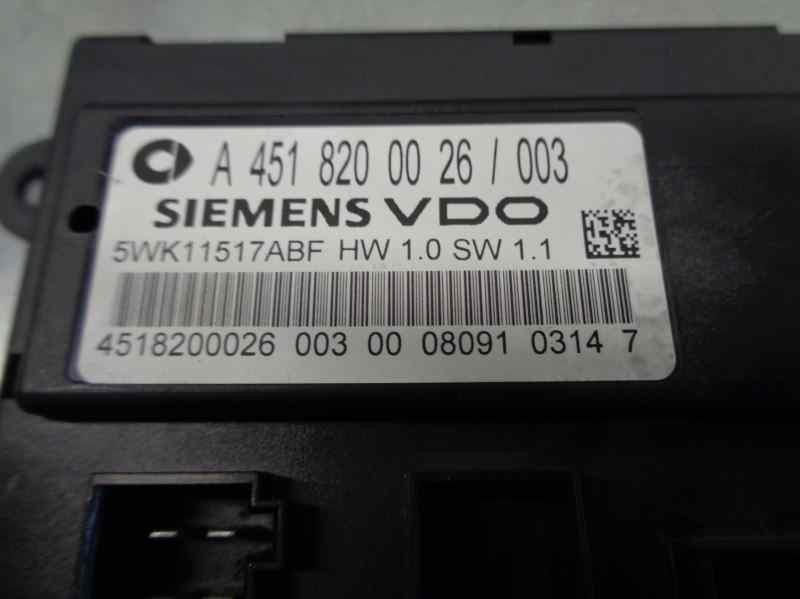 A 451 820 00 26 / 003
SIEMENS VDO
5WK11517ABF HW 1.0 SW 1.1
4518200026 003 00 08091 0314 7